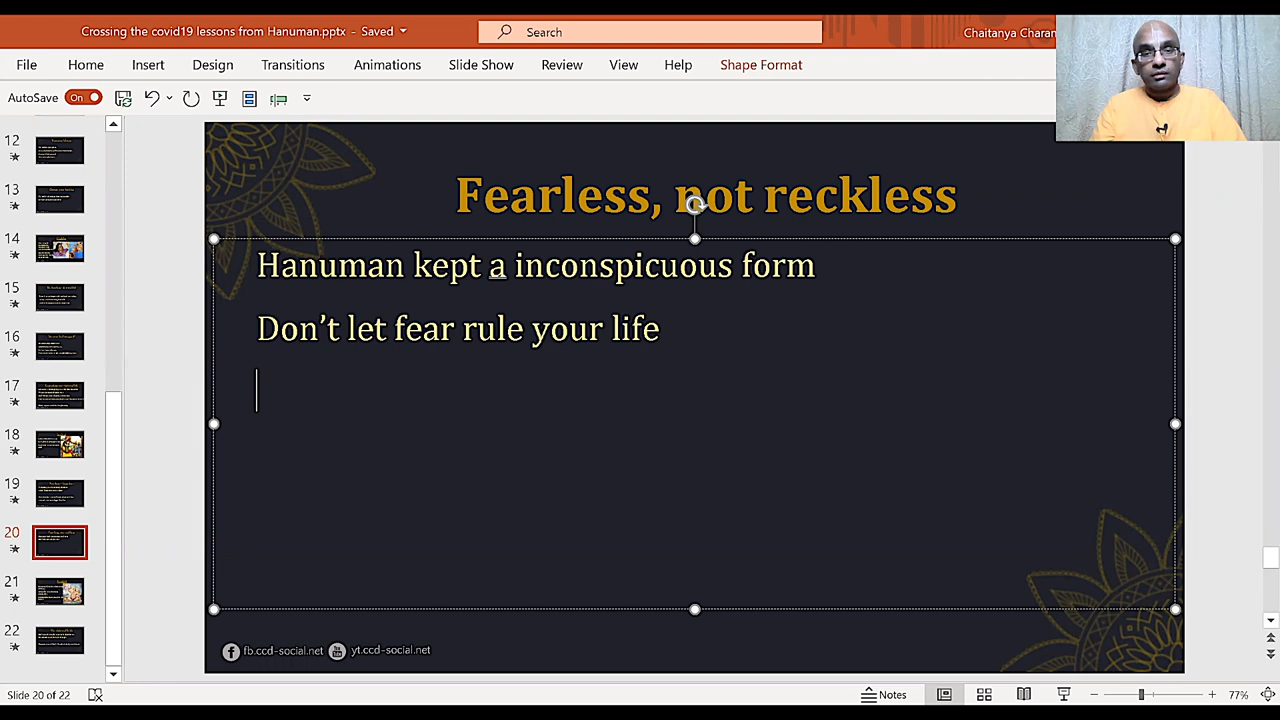 Crossing the covid19 lessons from Hanuman.pptx - Saved
Search
Chaitanya Charan
File Home Insert Design Transitions Animations Slide Show Review View Help Shape Format
AutoSave On
12
13
14
15
16
17
18
19
20
21
22
Fearless, not reckless
Hanuman kept a inconspicuous form
Don’t let fear rule your life
fb.ccd-social.net yt.ccd-social.net
Slide 20 of 22
Notes
77%